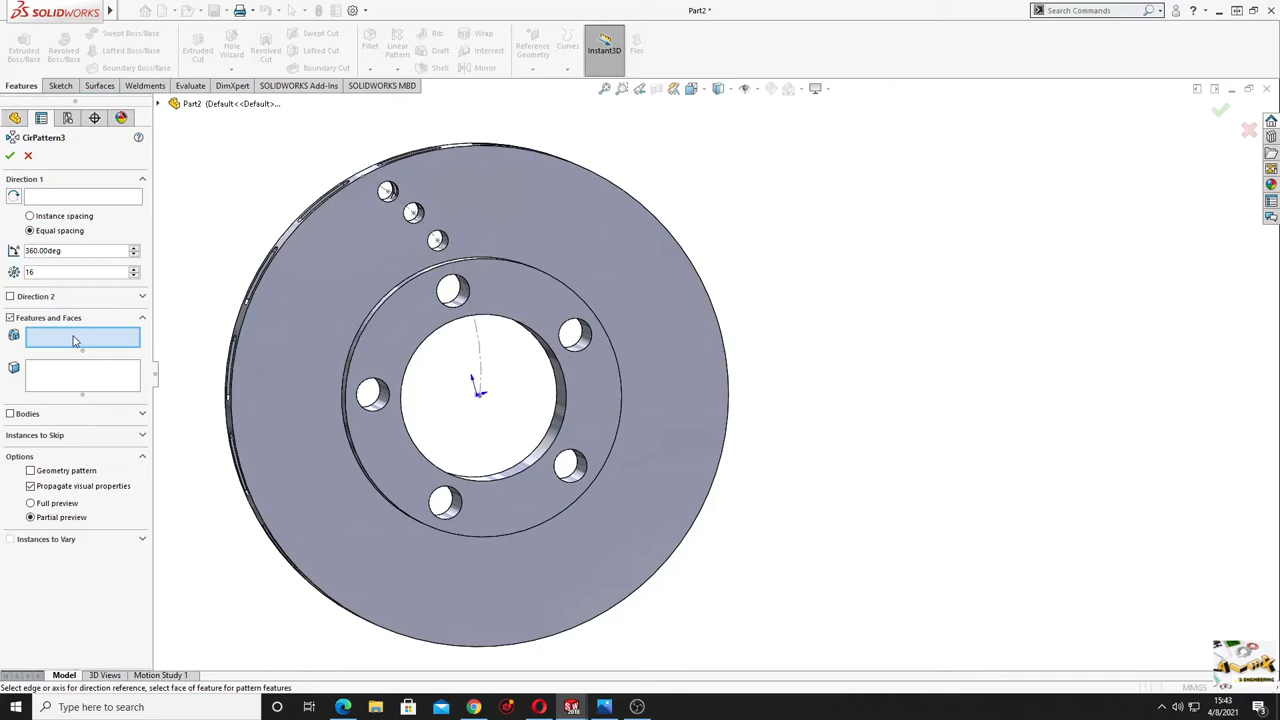 SOLIDWORKS
Part2 *
Search Commands
Extruded Boss/Base
Revolved Boss/Base
Swept Boss/Base
Lofted Boss/Base
Boundary Boss/Base
Extruded Cut
Hole Wizard
Revolved Cut
Swept Cut
Lofted Cut
Boundary Cut
Fillet
Linear Pattern
Rib
Draft
Shell
Wrap
Intersect
Mirror
Reference Geometry
Curves
Instant3D
Flex
Features
Sketch
Surfaces
Weldments
Evaluate
DimXpert
SOLIDWORKS Add-Ins
SOLIDWORKS MBD
Part2 (Default<<Default>...
CirPattern3
Direction 1
Instance spacing
Equal spacing
360.00deg
16
Direction 2
Features and Faces
Bodies
Instances to Skip
Options
Geometry pattern
Propagate visual properties
Full preview
Partial preview
Instances to Vary
Model
3D Views
Motion Study 1
Select edge or axis for direction reference, select face of feature for pattern features
MMGS
Type here to search
15:43
4/8/2021